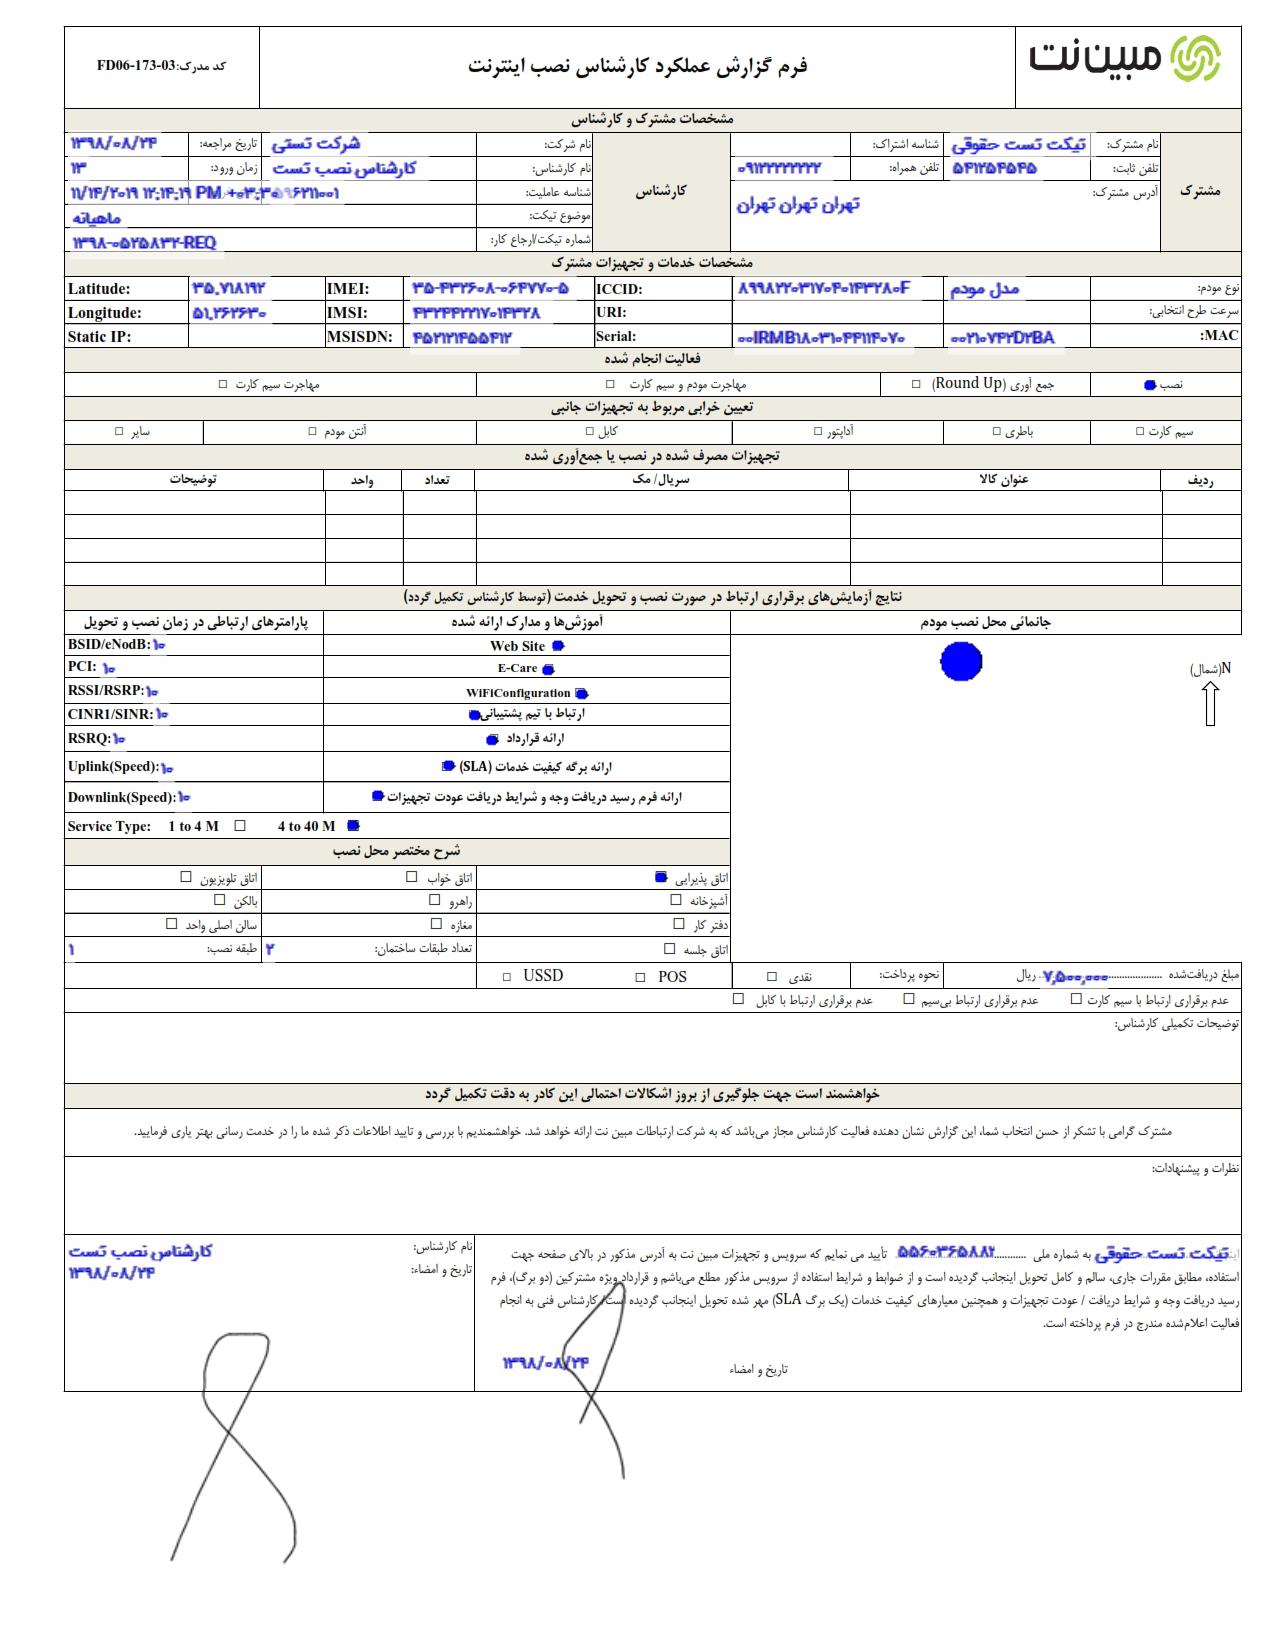 مبین نت
فرم گزارش عملکرد کارشناس نصب اینترنت
کد مدرک:FD06-173-03
مشخصات مشترک و کارشناس
مشترک
نام مشترک: تیکت تست حقوقی شناسه اشتراک:
تلفن ثابت: ۵۴۱۲۵۴۵۴۵ تلفن همراه: ۰۹۱۲۲۲۲۲۲۲۲
آدرس مشترک: تهران تهران تهران
کارشناس
نام شرکت: شرکت تستی تاریخ مراجعه: ۱۳۹۸/۰۸/۲۴
نام کارشناس: کارشناس نصب تست زمان ورود: ۱۳
شناسه عاملیت: ۱۱/۱۴/۲۰۱۹ ۱۲:۱۴:۱۹ PM +۰۳:۳۰
موضوع تیکت: ماهیانه
شماره تیکت/ارجاع کار: ۱۳۹۸-۰۵۲۵۸۳۲-REQ
مشخصات خدمات و تجهیزات مشترک
نوع مودم: مدل مودم ICCID: ۸۹۹۸۲۲۰۳۱۷۰۴۰۱۴۳۲۸۰F IMEI: ۳۵-۴۳۲۶۰۸-۰۶۴۷۷۰-۵ Latitude: ۳۵.۷۱۸۱۹۲
سرعت طرح انتخابی: URI: IMSI: ۴۳۲۴۴۲۲۱۷۰۱۴۳۲۸ Longitude: ۵۱.۲۶۲۶۳۰
MAC: ۰۰۲۱۰۷۴۲D۲BA Serial: ۰۰IRMB۱۸۰۳۱۰۴۴۱۱۴۰۷۰ MSISDN: ۴۵۲۱۲۱۴۵۵۴۱۲ Static IP:
فعالیت انجام شده
نصب جمع آوری (Round Up) □ مهاجرت مودم و سیم کارت □ مهاجرت سیم کارت □
تعیین خرابی مربوط به تجهیزات جانبی
سیم کارت □ باطری □ آداپتور □ کابل □ آنتن مودم □ سایر □
تجهیزات مصرف شده در نصب یا جمع‌آوری شده
ردیف عنوان کالا سریال/ مک تعداد واحد توضیحات
نتایج آزمایش‌های برقراری ارتباط در صورت نصب و تحویل خدمت (توسط کارشناس تکمیل گردد)
جانمائی محل نصب مودم آموزش‌ها و مدارک ارائه شده پارامترهای ارتباطی در زمان نصب و تحویل
N(شمال)
Web Site BSID/eNodB: ۱۰
E-Care PCI: ۱۰
WiFiConfiguration RSSI/RSRP: ۱۰
ارتباط با تیم پشتیبانی CINR1/SINR: ۱۰
ارائه قرارداد RSRQ: ۱۰
ارائه برگه کیفیت خدمات (SLA) Uplink(Speed): ۱۰
ارائه فرم رسید دریافت وجه و شرایط دریافت عودت تجهیزات Downlink(Speed): ۱۰
Service Type: 1 to 4 M □ 4 to 40 M
شرح مختصر محل نصب
اتاق پذیرایی اتاق خواب □ اتاق تلویزیون □
آشپزخانه □ راهرو □ بالکن □
دفتر کار □ مغازه □ سالن اصلی واحد □
اتاق جلسه □ تعداد طبقات ساختمان: ۲ طبقه نصب: ۱
مبلغ دریافت‌شده ۷,۵۰۰,۰۰۰ ریال نحوه پرداخت: نقدی □ POS □ USSD □
عدم برقراری ارتباط با سیم کارت □ عدم برقراری ارتباط بی‌سیم □ عدم برقراری ارتباط با کابل □
توضیحات تکمیلی کارشناس:
خواهشمند است جهت جلوگیری از بروز اشکالات احتمالی این کادر به دقت تکمیل گردد
مشترک گرامی با تشکر از حسن انتخاب شما، این گزارش نشان دهنده فعالیت کارشناس مجاز می‌باشد که به شرکت ارتباطات مبین نت ارائه خواهد شد. خواهشمندیم با بررسی و تایید اطلاعات ذکر شده ما را در خدمت رسانی بهتر یاری فرمایید.
نظرات و پیشنهادات:
تیکت تست حقوقی به شماره ملی ۵۵۶۰۳۶۵۸۸۲ تأیید می نمایم که سرویس و تجهیزات مبین نت به آدرس مذکور در بالای صفحه جهت
استفاده، مطابق مقررات جاری، سالم و کامل تحویل اینجانب گردیده است و از ضوابط و شرایط استفاده از سرویس مذکور مطلع می‌باشم و قرارداد ویژه مشترکین (دو برگ)، فرم
رسید دریافت وجه و شرایط دریافت / عودت تجهیزات و همچنین معیارهای کیفیت خدمات (یک برگ SLA) مهر شده تحویل اینجانب گردیده است/ کارشناس فنی به انجام
فعالیت اعلام‌شده مندرج در فرم پرداخته است.
تاریخ و امضاء ۱۳۹۸/۰۸/۲۴
نام کارشناس: کارشناس نصب تست
تاریخ و امضاء: ۱۳۹۸/۰۸/۲۴